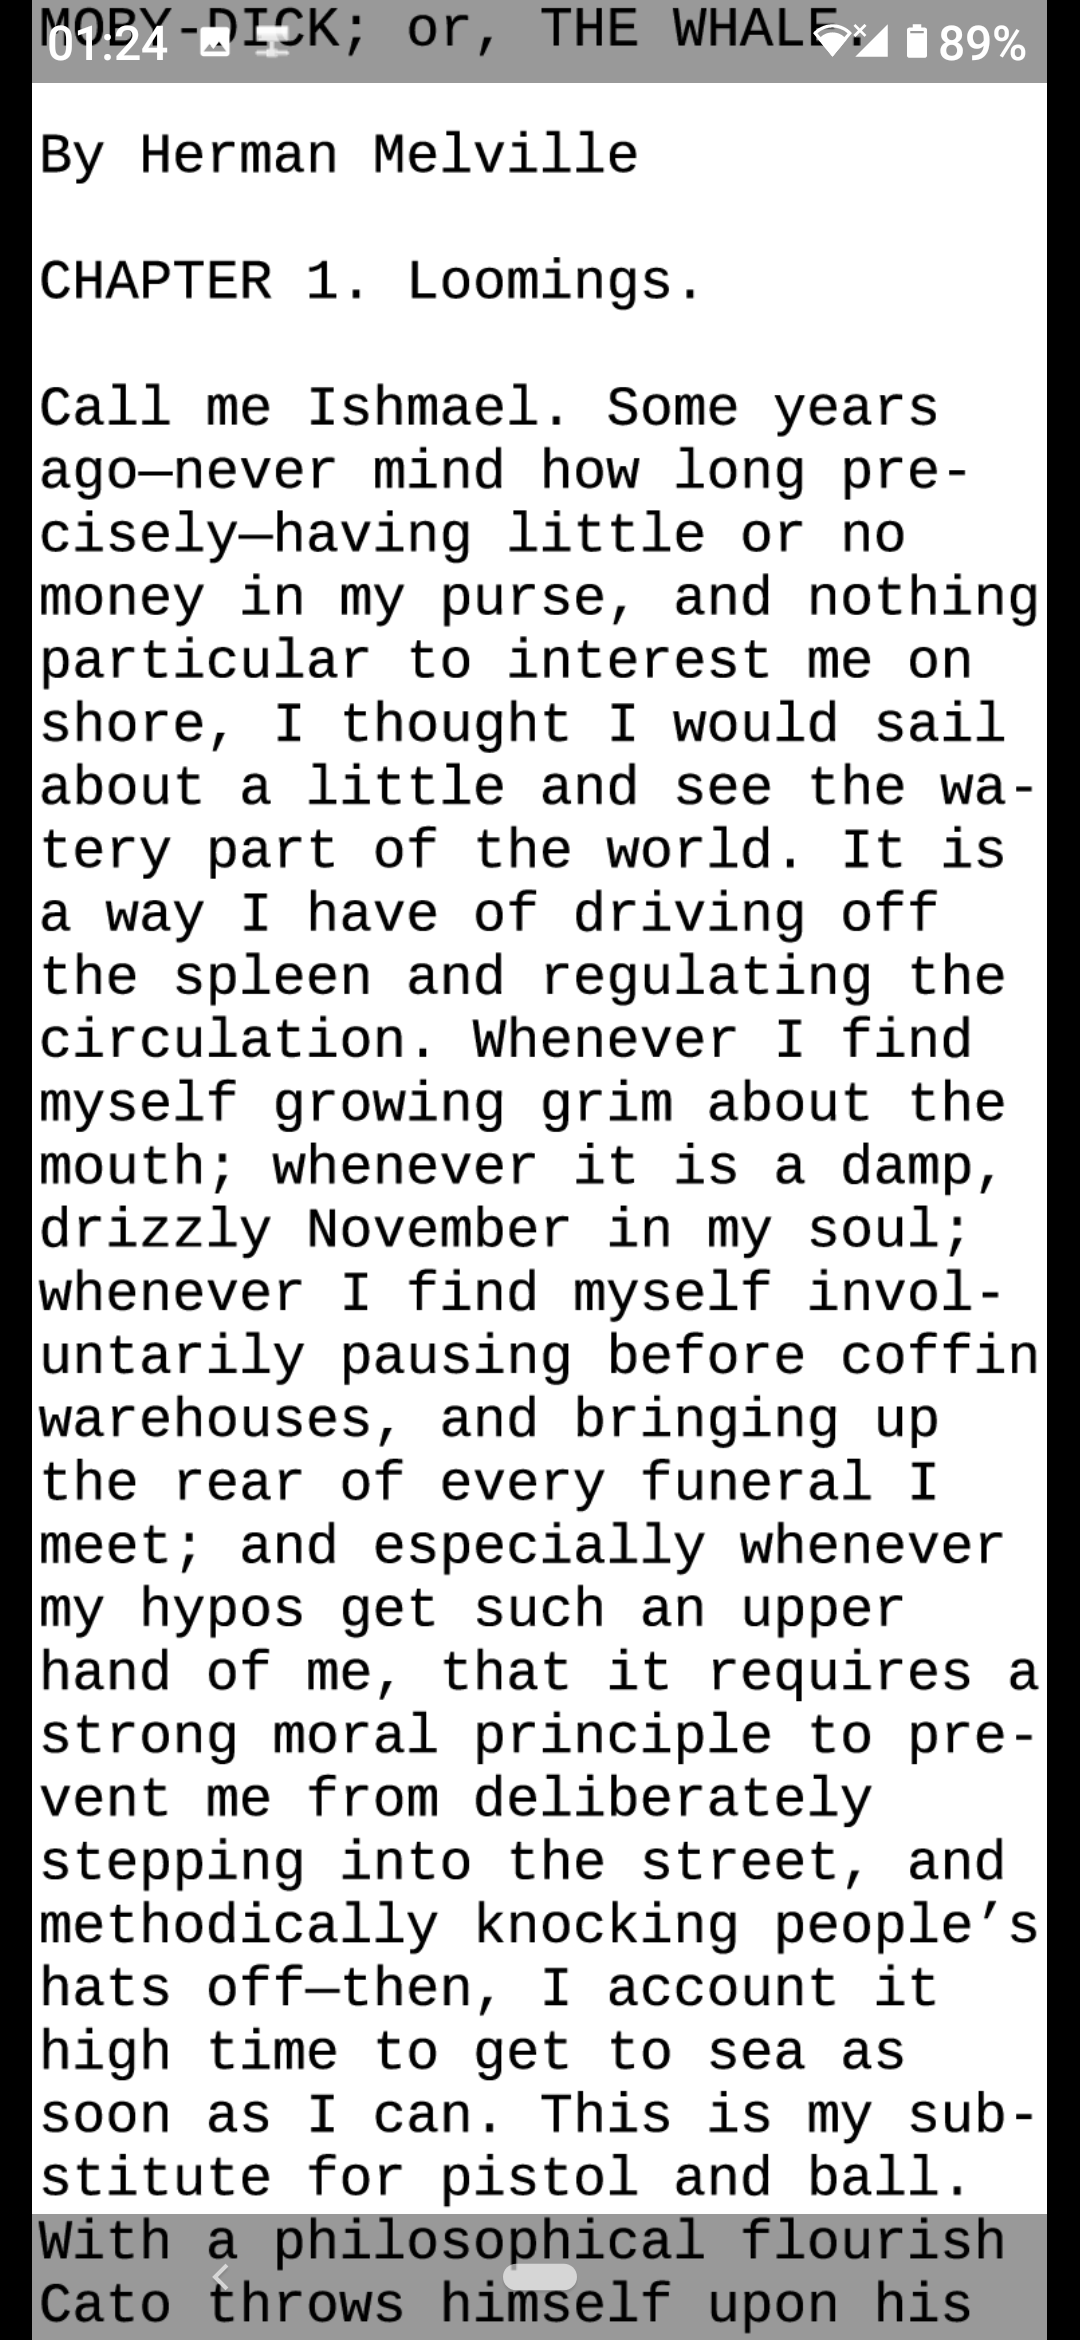 MOBY-DICK; or, THE WHALE.
01:24 89%
By Herman Melville
CHAPTER 1. Loomings.
Call me Ishmael. Some years
ago—never mind how long pre-
cisely—having little or no
money in my purse, and nothing
particular to interest me on
shore, I thought I would sail
about a little and see the wa-
tery part of the world. It is
a way I have of driving off
the spleen and regulating the
circulation. Whenever I find
myself growing grim about the
mouth; whenever it is a damp,
drizzly November in my soul;
whenever I find myself invol-
untarily pausing before coffin
warehouses, and bringing up
the rear of every funeral I
meet; and especially whenever
my hypos get such an upper
hand of me, that it requires a
strong moral principle to pre-
vent me from deliberately
stepping into the street, and
methodically knocking people’s
hats off—then, I account it
high time to get to sea as
soon as I can. This is my sub-
stitute for pistol and ball.
With a philosophical flourish
Cato throws himself upon his